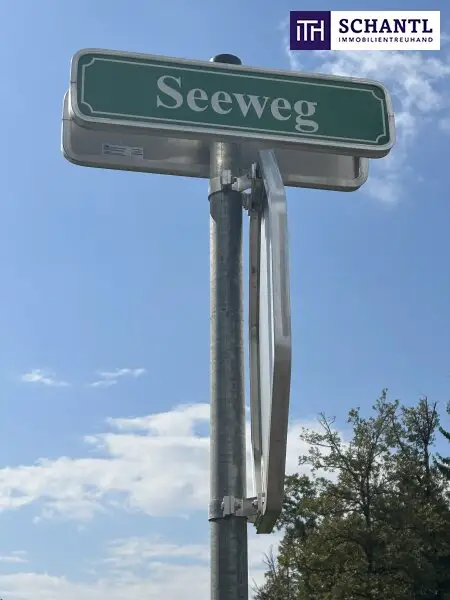 ITH SCHANTL
IMMOBILIENTREUHAND
Seeweg